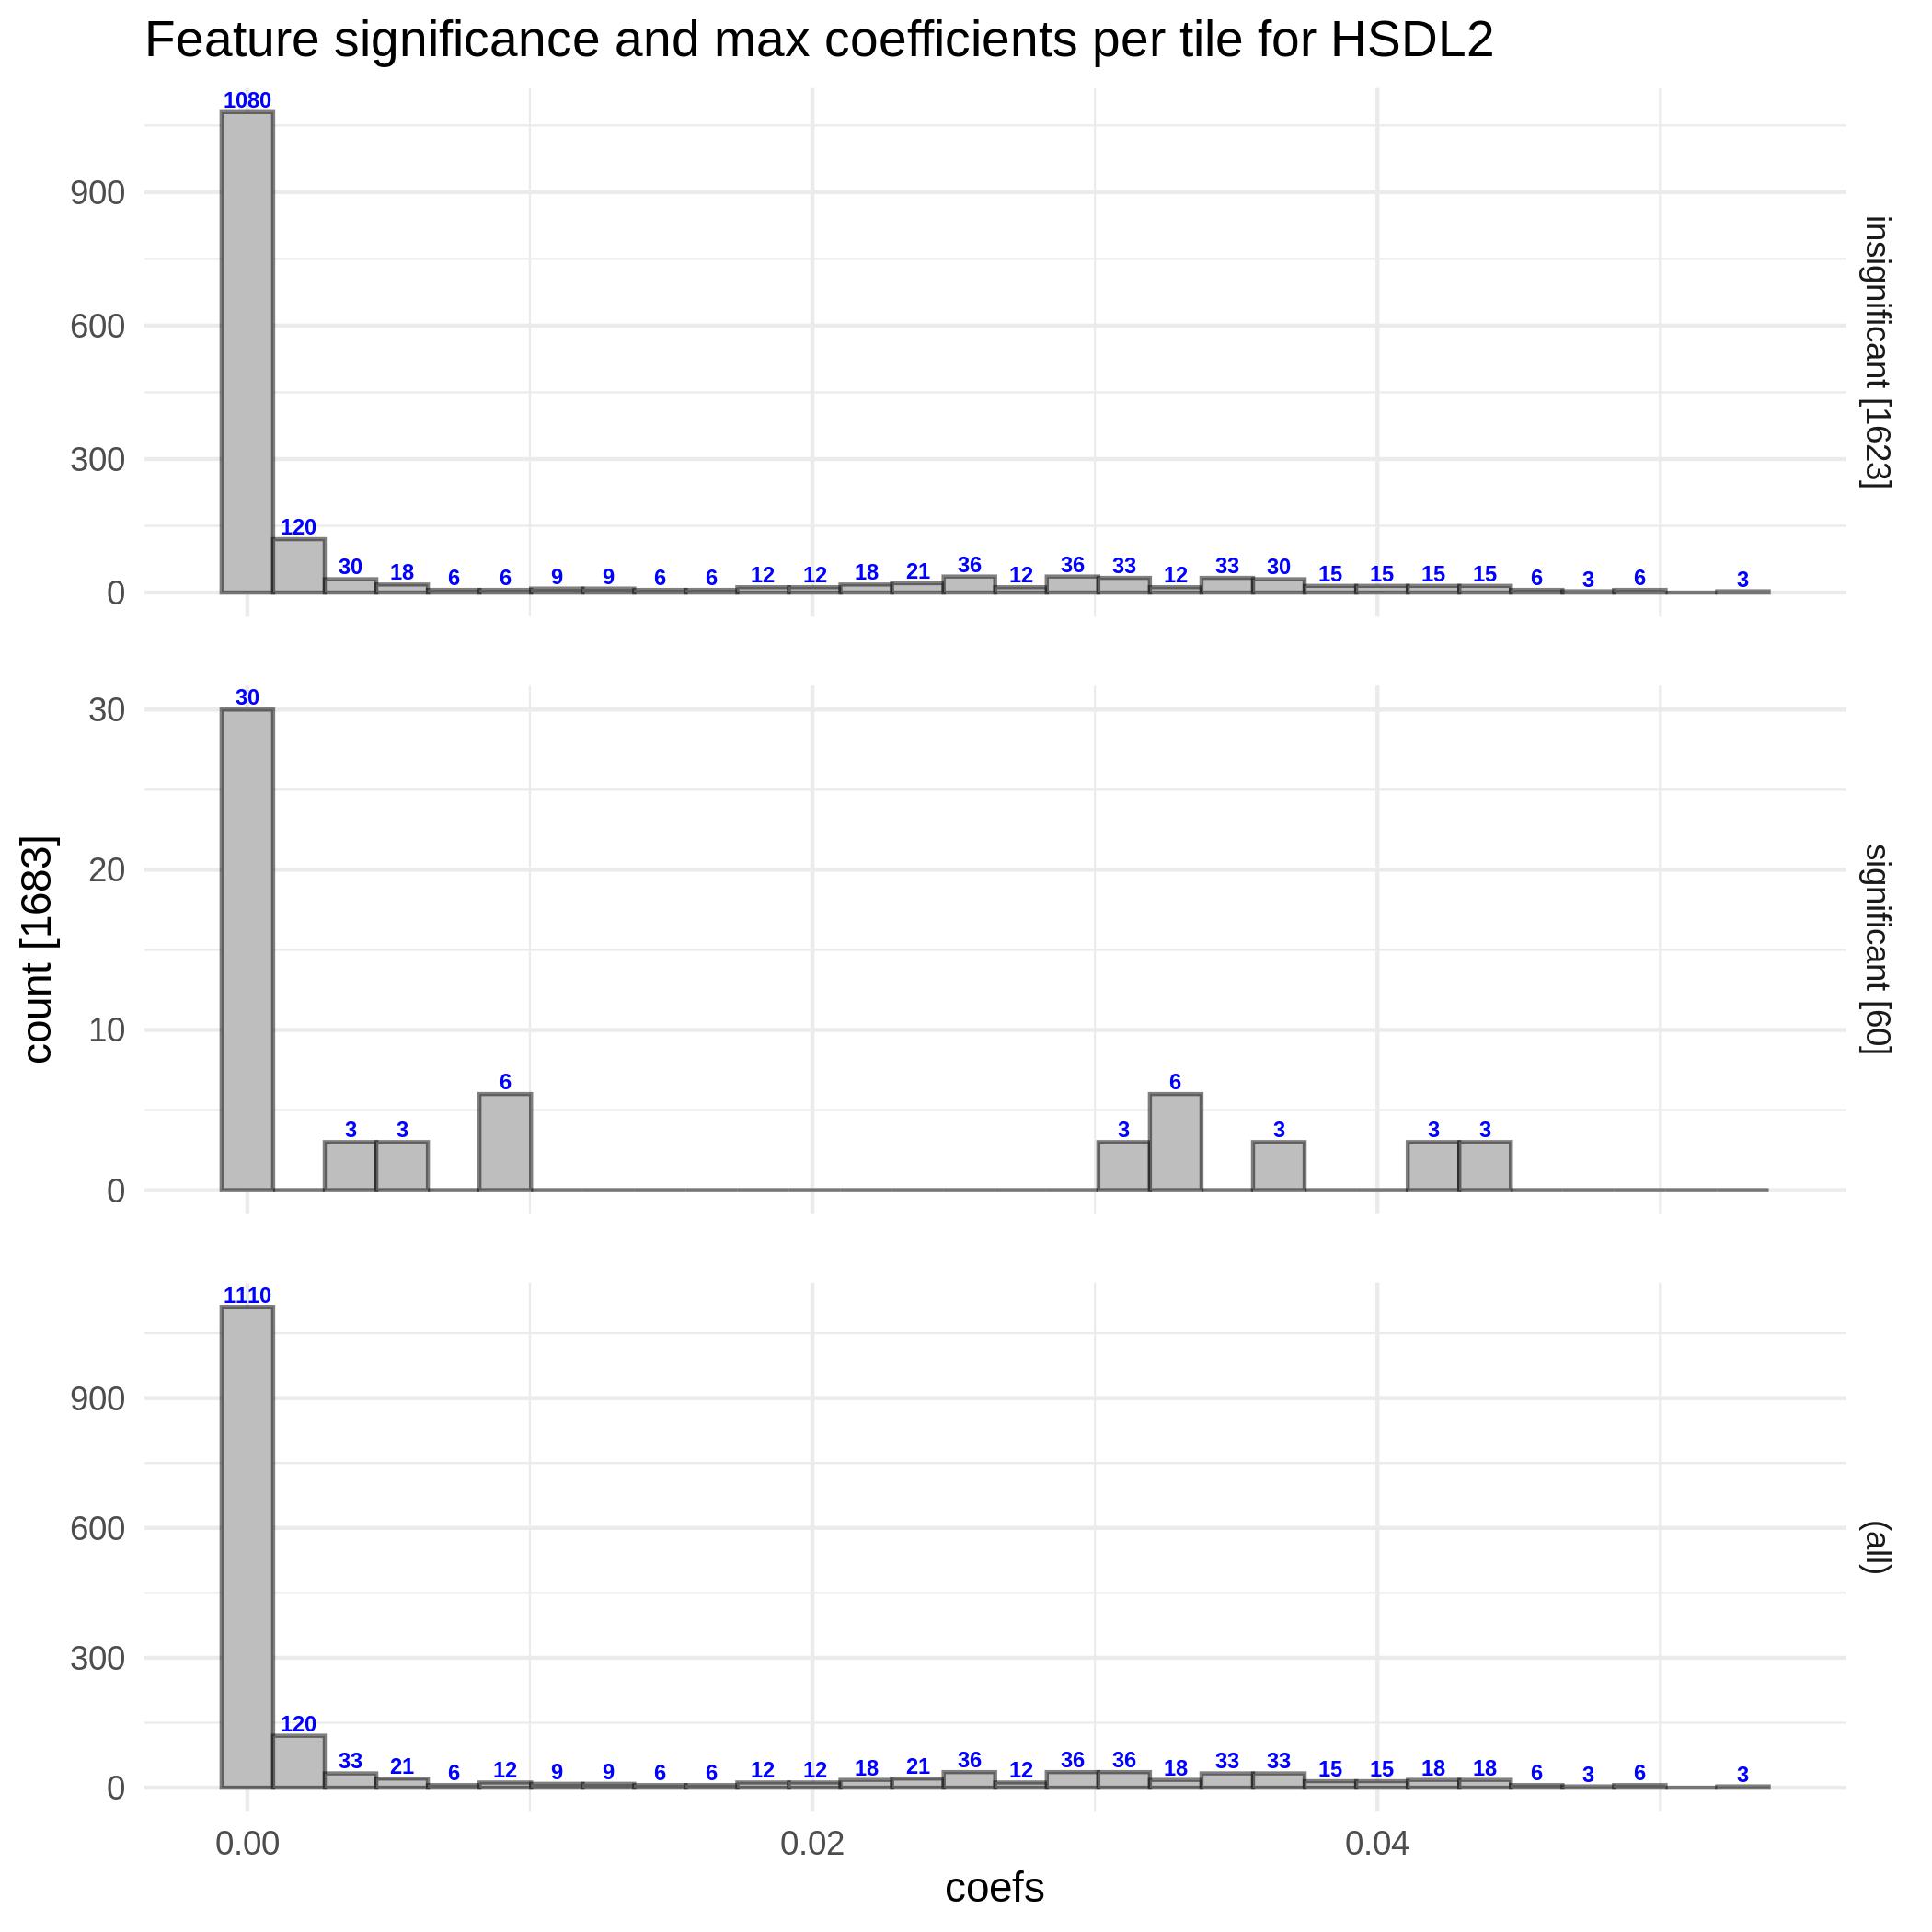 Feature significance and max coefficients per tile for HSDL2
1080
900
600
300
0
120 30 18 6 6 9 9 6 6 12 12 18 21 36 12 36 33 12 33 30 15 15 15 15 6 3 6 3
insignificant [1623]
30
30
20
10
0
3 3 6 3 6 3 3 3
significant [60]
count [1683]
1110
900
600
300
0
120 33 21 6 12 9 9 6 6 12 12 18 21 36 12 36 36 18 33 33 15 15 18 18 6 3 6 3
(all)
0.00 0.02 0.04
coefs